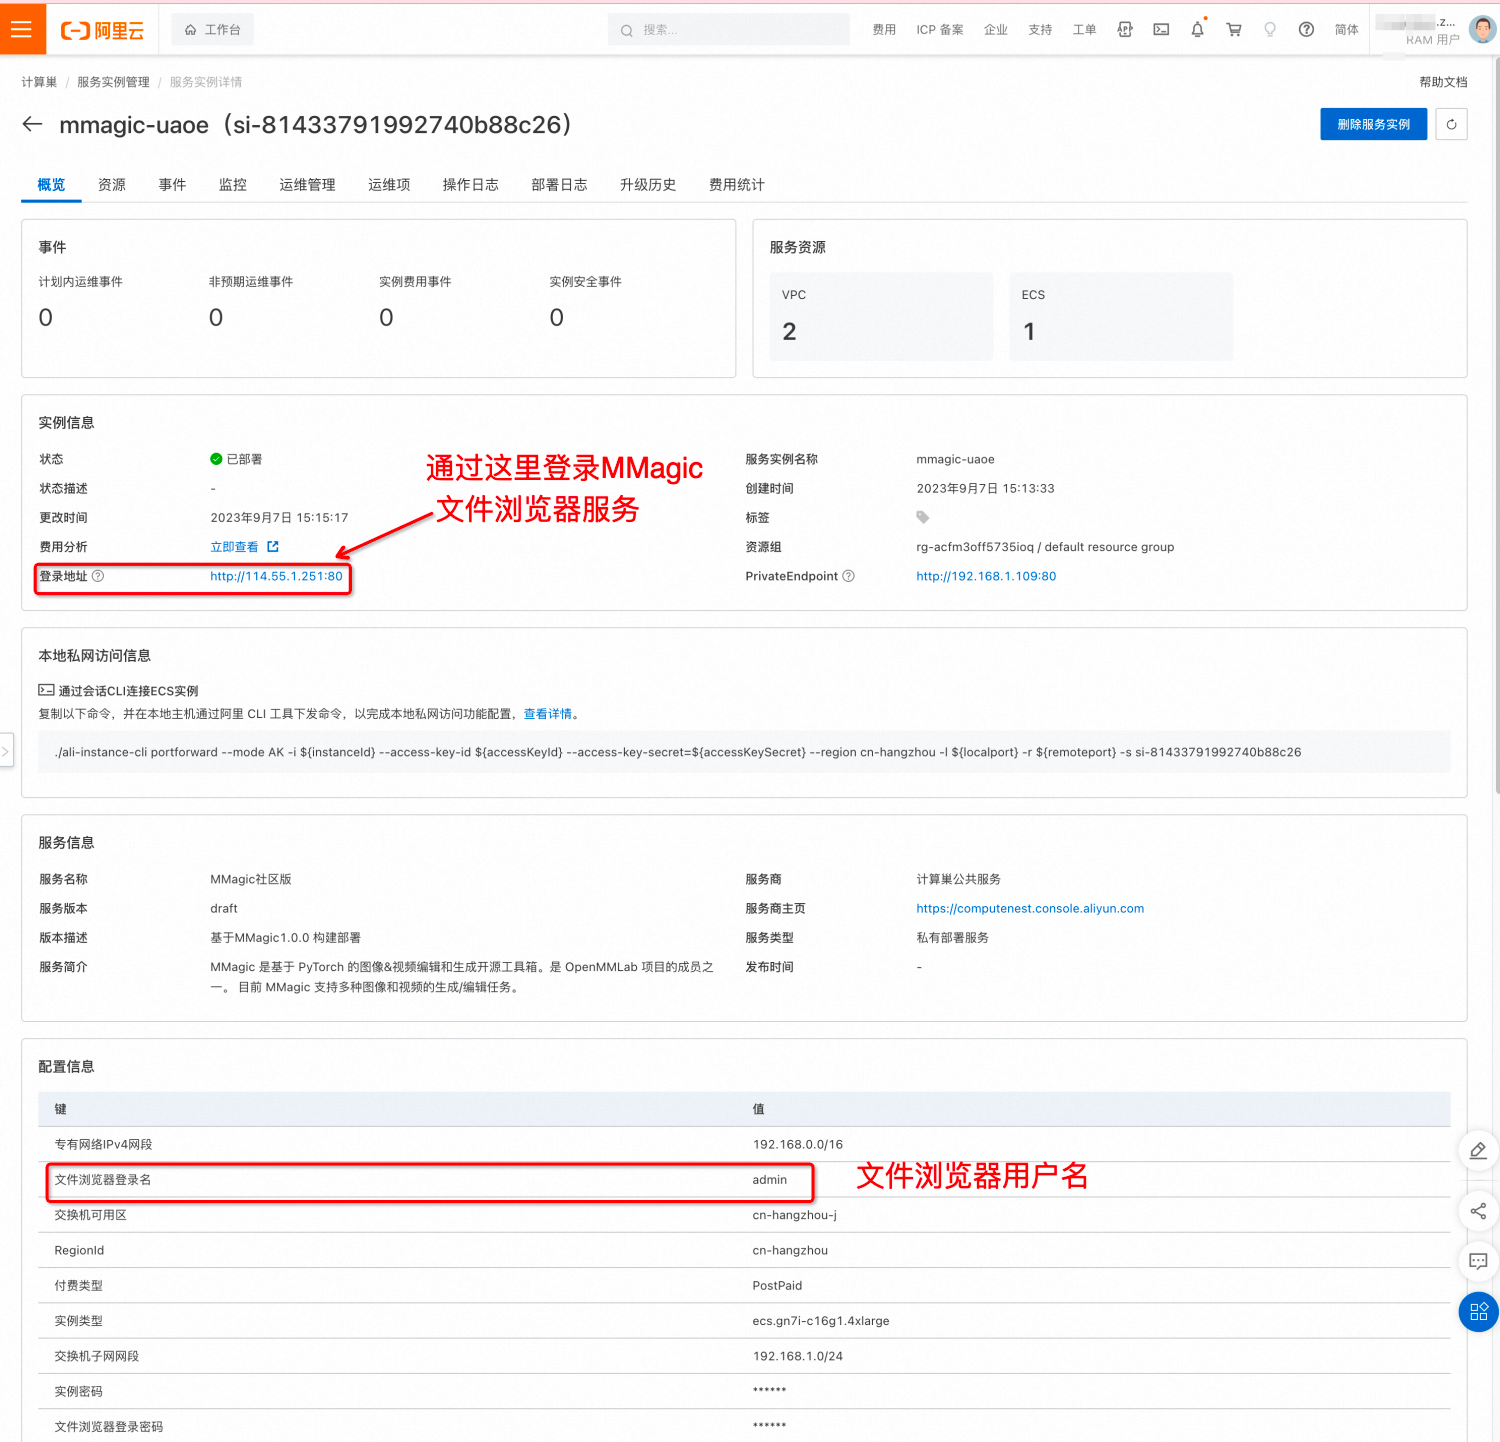 阿里云
工作台
搜索...
费用
ICP 备案
企业
支持
工单
简体
.z...
RAM 用户
计算巢 / 服务实例管理 / 服务实例详情
帮助文档
mmagic-uaoe（si-81433791992740b88c26）
删除服务实例
概览
资源
事件
监控
运维管理
运维项
操作日志
部署日志
升级历史
费用统计
事件
计划内运维事件
非预期运维事件
实例费用事件
实例安全事件
0
0
0
0
服务资源
VPC
2
ECS
1
实例信息
状态
已部署
服务实例名称
mmagic-uaoe
状态描述
-
创建时间
2023年9月7日 15:13:33
更改时间
2023年9月7日 15:15:17
标签
费用分析
立即查看
资源组
rg-acfm3off5735ioq / default resource group
登录地址
http://114.55.1.251:80
PrivateEndpoint
http://192.168.1.109:80
通过这里登录MMagic
文件浏览器服务
本地私网访问信息
通过会话CLI连接ECS实例
复制以下命令，并在本地主机通过阿里 CLI 工具下发命令，以完成本地私网访问功能配置，查看详情。
./ali-instance-cli portforward --mode AK -i ${instanceId} --access-key-id ${accessKeyId} --access-key-secret=${accessKeySecret} --region cn-hangzhou -l ${localport} -r ${remoteport} -s si-81433791992740b88c26
服务信息
服务名称
MMagic社区版
服务商
计算巢公共服务
服务版本
draft
服务商主页
https://computenest.console.aliyun.com
版本描述
基于MMagic1.0.0 构建部署
服务类型
私有部署服务
服务简介
MMagic 是基于 PyTorch 的图像&视频编辑和生成开源工具箱。是 OpenMMLab 项目的成员之
一。 目前 MMagic 支持多种图像和视频的生成/编辑任务。
发布时间
-
配置信息
键
值
专有网络IPv4网段
192.168.0.0/16
文件浏览器登录名
admin
文件浏览器用户名
交换机可用区
cn-hangzhou-j
RegionId
cn-hangzhou
付费类型
PostPaid
实例类型
ecs.gn7i-c16g1.4xlarge
交换机子网网段
192.168.1.0/24
实例密码
******
文件浏览器登录密码
******